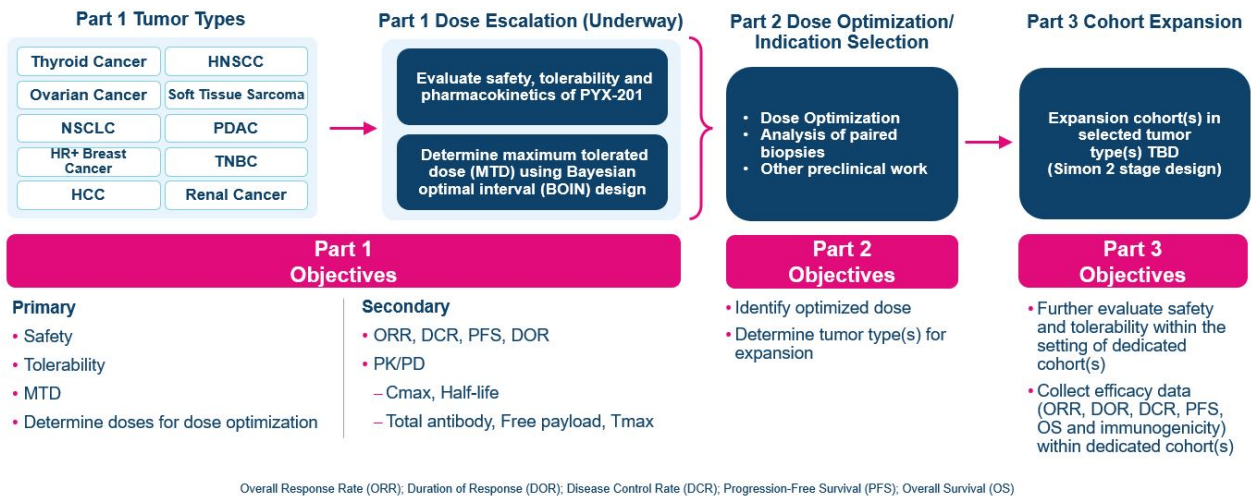 Part 1 Tumor Types
Thyroid Cancer
HNSCC
Ovarian Cancer
Soft Tissue Sarcoma
NSCLC
PDAC
HR+ Breast
Cancer
TNBC
HCC
Renal Cancer
Part 1 Dose Escalation (Underway)
Evaluate safety, tolerability and
pharmacokinetics of PYX-201
Determine maximum tolerated
dose (MTD) using Bayesian
optimal interval (BOIN) design
Part 2 Dose Optimization/
Indication Selection
• Dose Optimization
• Analysis of paired
biopsies
• Other preclinical work
Part 3 Cohort Expansion
Expansion cohort(s) in
selected tumor
type(s) TBD
(Simon 2 stage design)
Part 1
Objectives
Primary
• Safety
• Tolerability
• MTD
• Determine doses for dose optimization
Secondary
• ORR, DCR, PFS, DOR
• PK/PD
– Cmax, Half-life
– Total antibody, Free payload, Tmax
Part 2
Objectives
• Identify optimized dose
• Determine tumor type(s) for
expansion
Part 3
Objectives
• Further evaluate safety
and tolerability within the
setting of dedicated
cohort(s)
• Collect efficacy data
(ORR, DOR, DCR, PFS,
OS and immunogenicity)
within dedicated cohort(s)
Overall Response Rate (ORR); Duration of Response (DOR); Disease Control Rate (DCR); Progression-Free Survival (PFS); Overall Survival (OS)